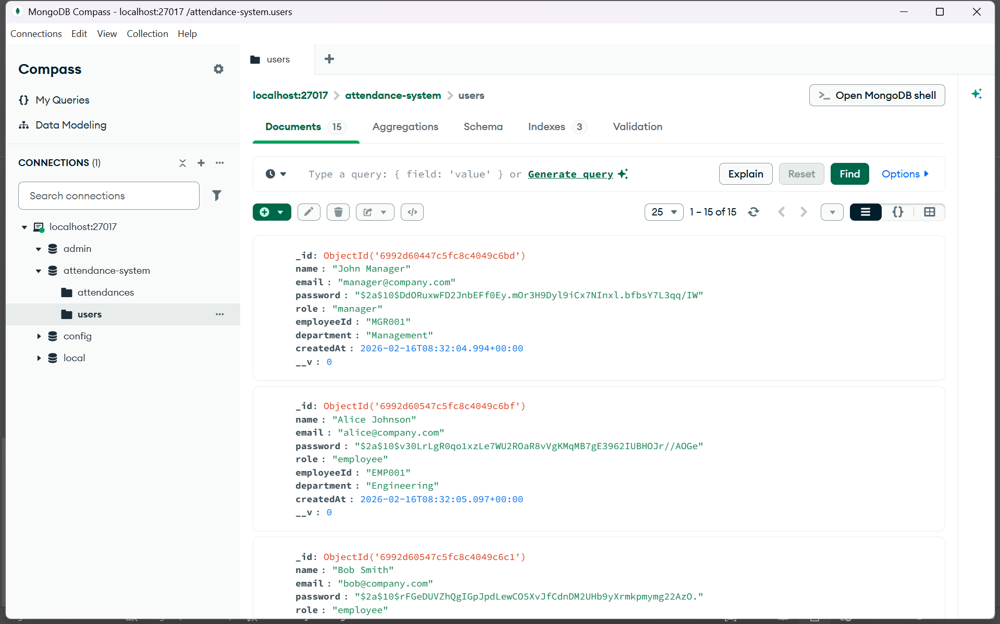 MongoDB Compass - localhost:27017 /attendance-system.users
Connections Edit View Collection Help
Compass
My Queries
Data Modeling
CONNECTIONS (1)
Search connections
localhost:27017
admin
attendance-system
attendances
users
config
local
users
localhost:27017 > attendance-system > users
>_ Open MongoDB shell
Documents 15 Aggregations Schema Indexes 3 Validation
Type a query: { field: 'value' } or Generate query
Explain Reset Find Options
25 1 – 15 of 15
_id: ObjectId('6992d60447c5fc8c4049c6bd')
name : "John Manager"
email : "manager@company.com"
password : "$2a$10$DdORuxwFD2JnbEFf0Ey.mOr3H9Dyl9iCx7NInxl.bfbsY7L3qq/IW"
role : "manager"
employeeId : "MGR001"
department : "Management"
createdAt : 2026-02-16T08:32:04.994+00:00
__v : 0
_id: ObjectId('6992d60547c5fc8c4049c6bf')
name : "Alice Johnson"
email : "alice@company.com"
password : "$2a$10$v30LrLgR0qo1xzLe7WU2ROaR8vVgKMqMB7gE3962IUBHOJr//AOGe"
role : "employee"
employeeId : "EMP001"
department : "Engineering"
createdAt : 2026-02-16T08:32:05.097+00:00
__v : 0
_id: ObjectId('6992d60547c5fc8c4049c6c1')
name : "Bob Smith"
email : "bob@company.com"
password : "$2a$10$rFGeDUVZhQgIGpJpdLewCO5XvJfCdnDM2UHb9yXrmkpmymg22AzO."
role : "employee"